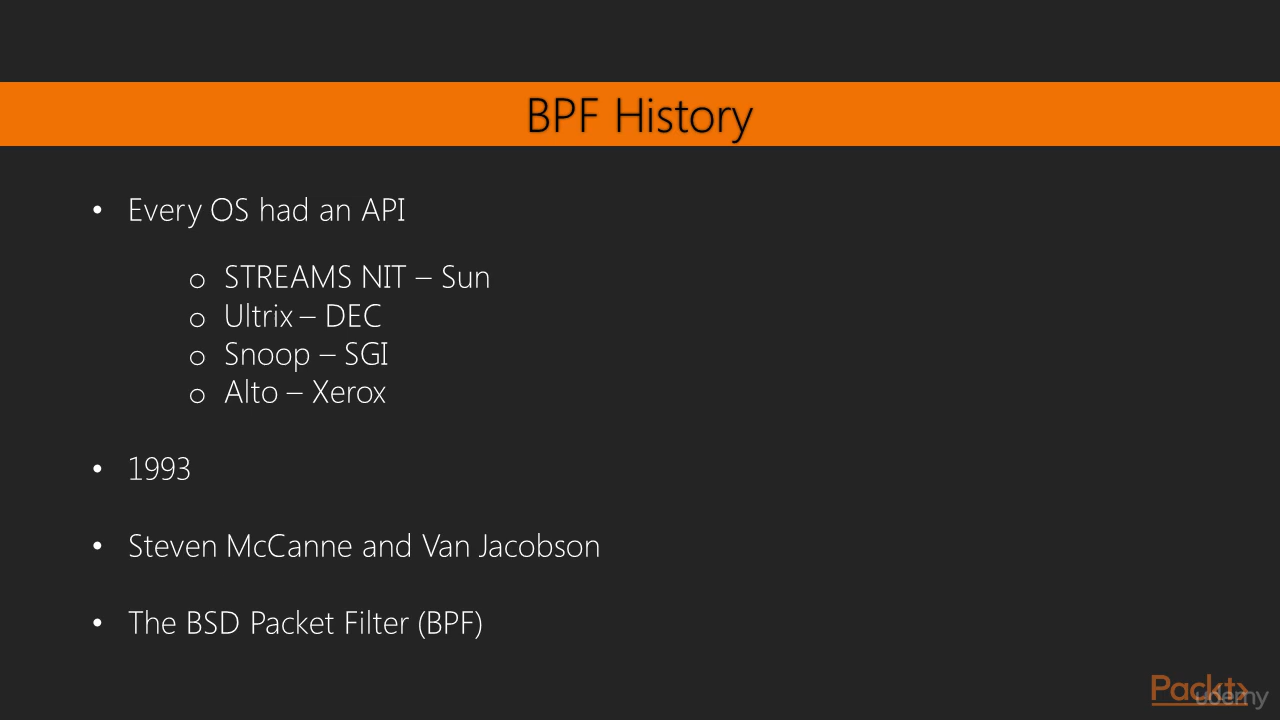 BPF History
• Every OS had an API
o STREAMS NIT – Sun
o Ultrix – DEC
o Snoop – SGI
o Alto – Xerox
• 1993
• Steven McCanne and Van Jacobson
• The BSD Packet Filter (BPF)
Packt>
udemy